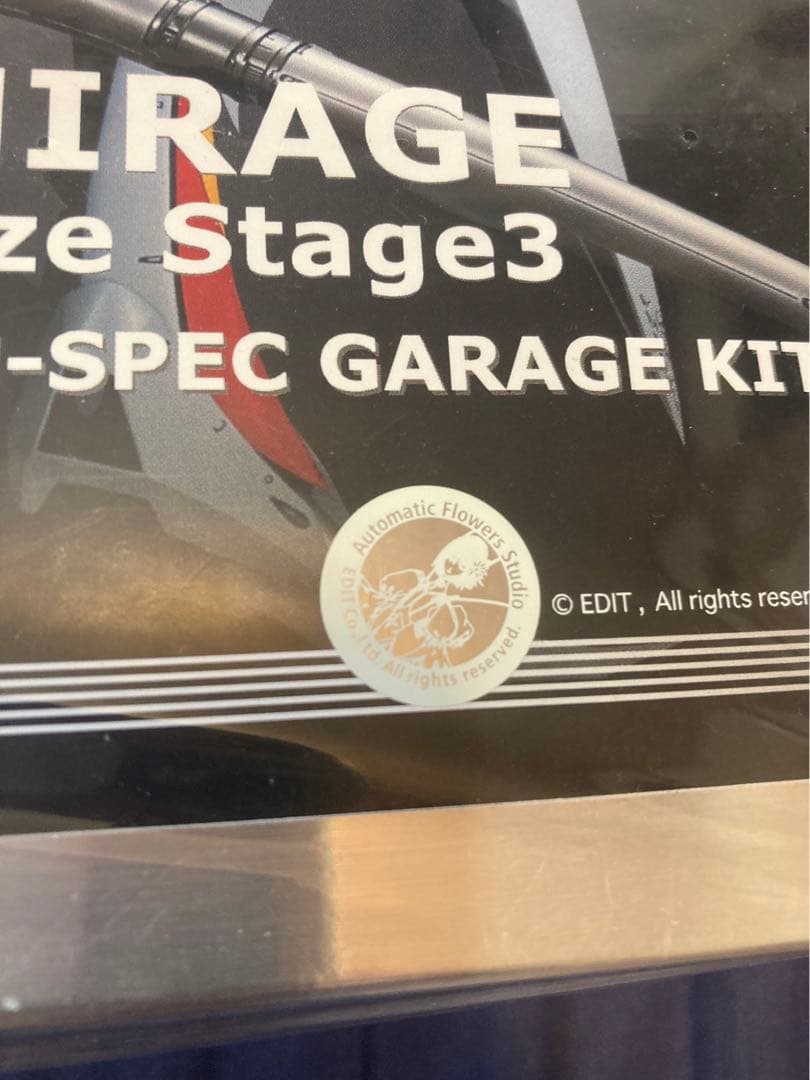 IRAGE
ze Stage3
-SPEC GARAGE KIT
Automatic Flowers Studio
EDIT Co., Ltd. All rights reserved.
© EDIT , All rights reser